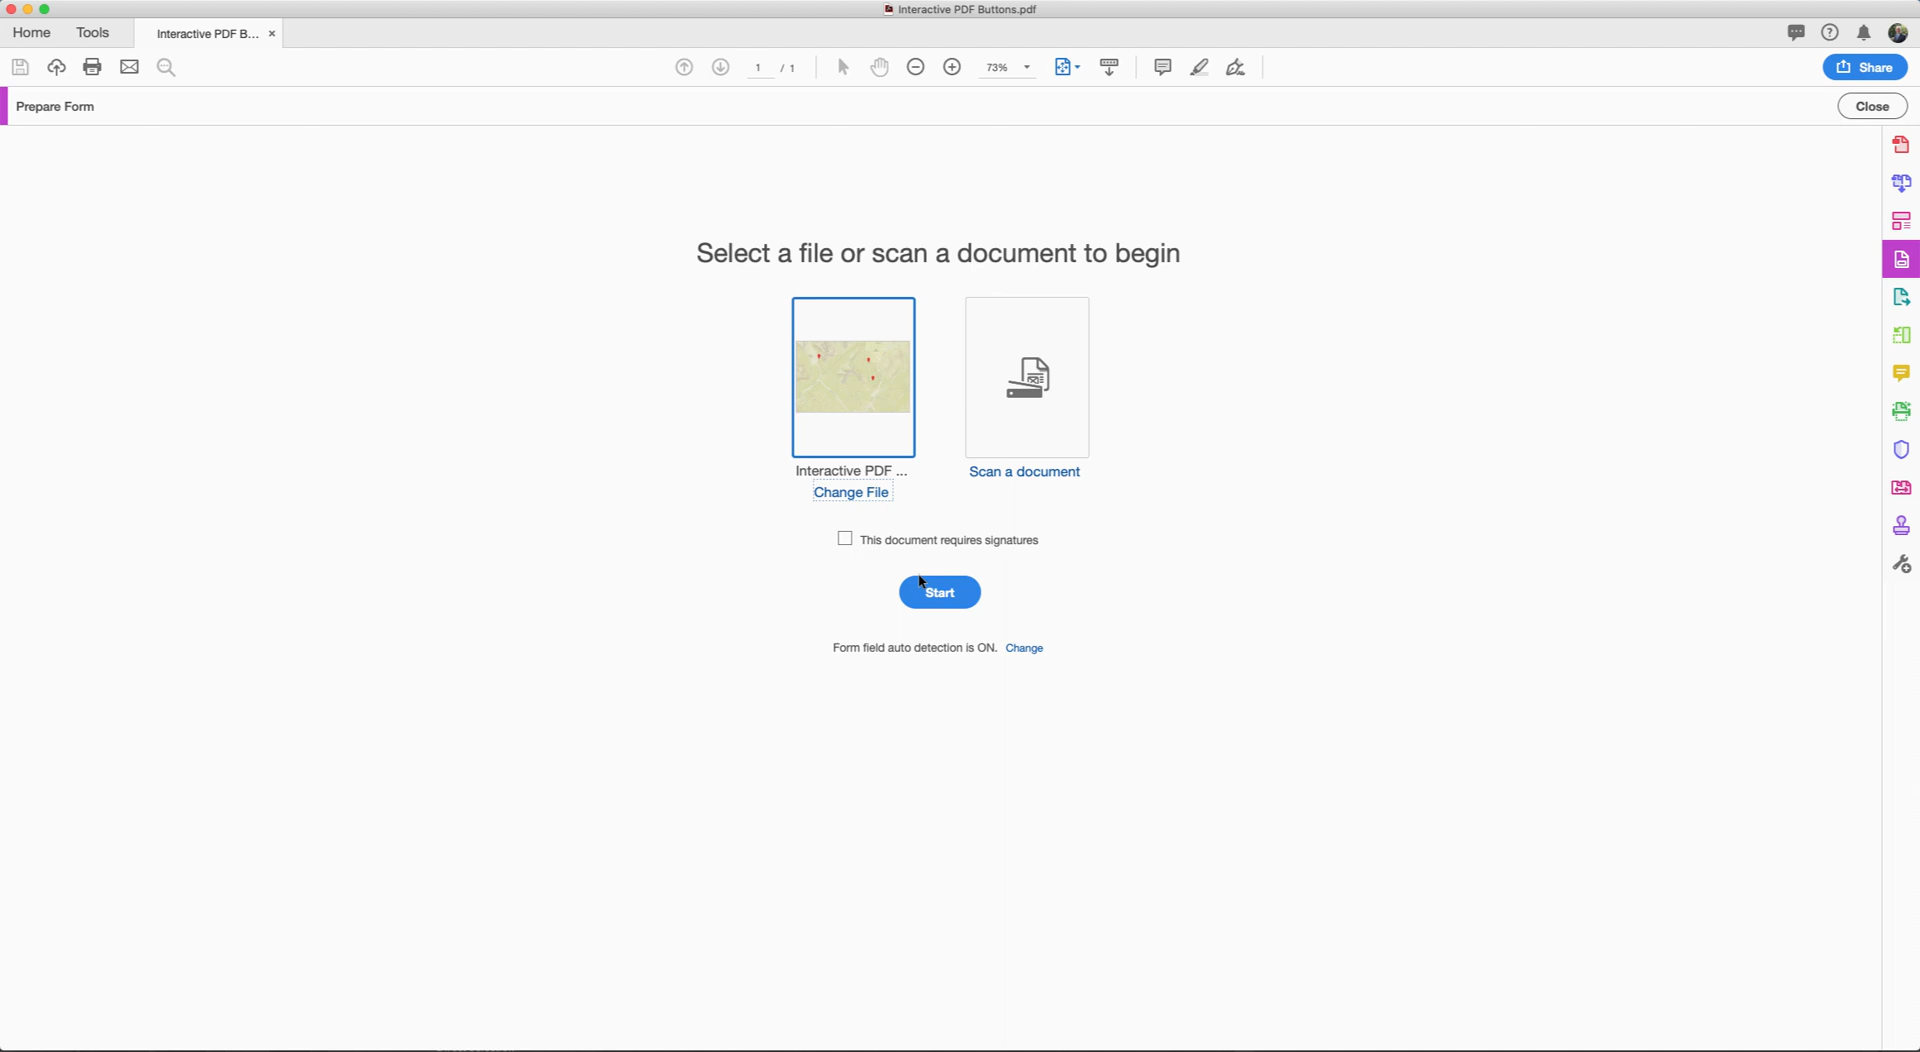 Interactive PDF Buttons.pdf
Home
Tools
Interactive PDF B...
1
/ 1
73%
Share
Prepare Form
Close
Select a file or scan a document to begin
Interactive PDF ...
Scan a document
Change File
This document requires signatures
Start
Form field auto detection is ON. Change